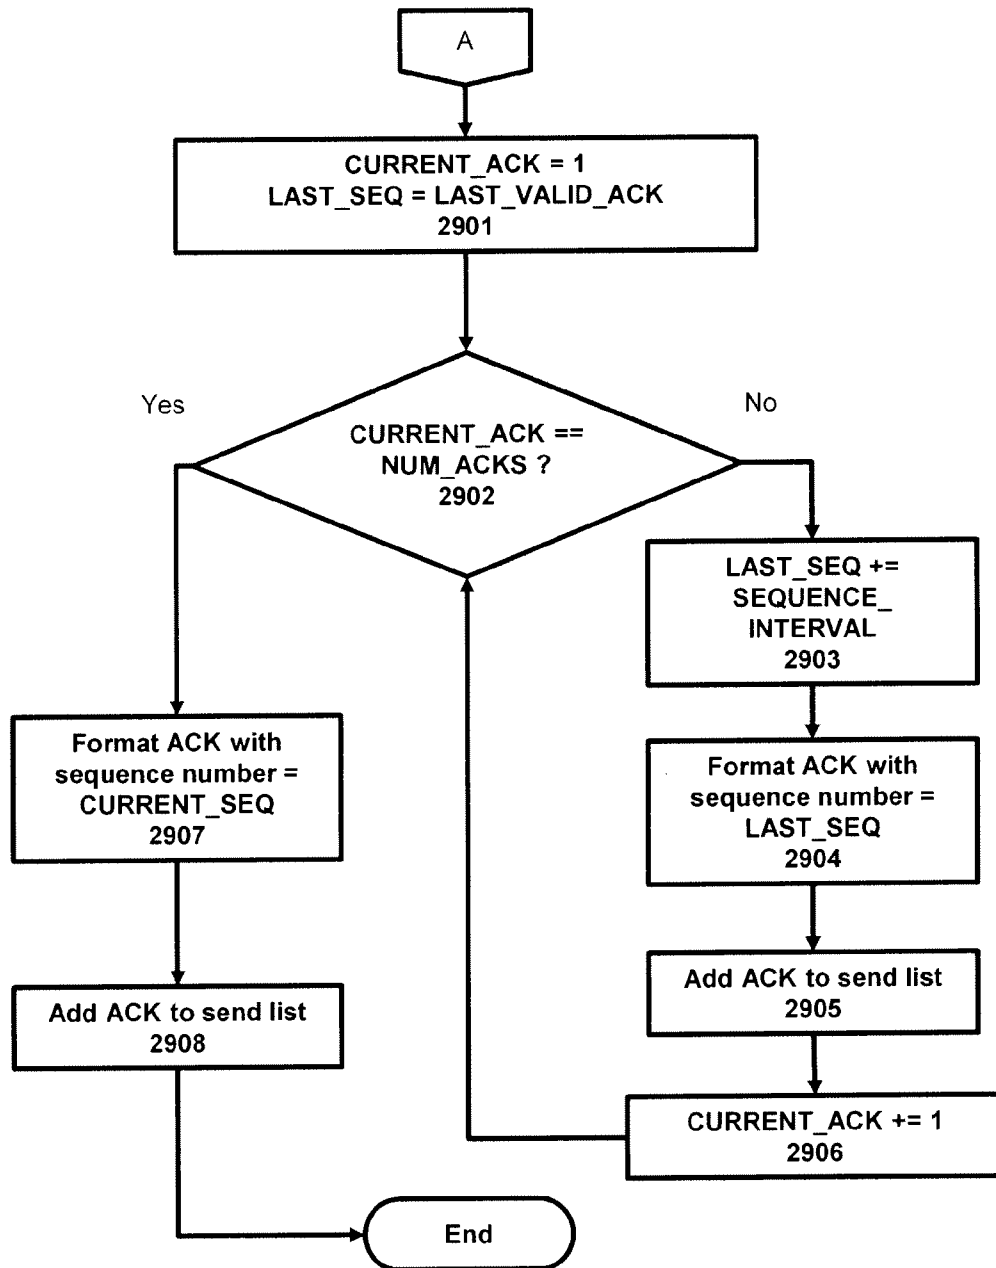 A
CURRENT_ACK = 1
LAST_SEQ = LAST_VALID_ACK
2901
Yes
No
CURRENT_ACK ==
NUM_ACKS ?
2902
LAST_SEQ +=
SEQUENCE_
INTERVAL
2903
Format ACK with
sequence number =
CURRENT_SEQ
2907
Format ACK with
sequence number =
LAST_SEQ
2904
Add ACK to send list
2905
Add ACK to send list
2908
CURRENT_ACK += 1
2906
End